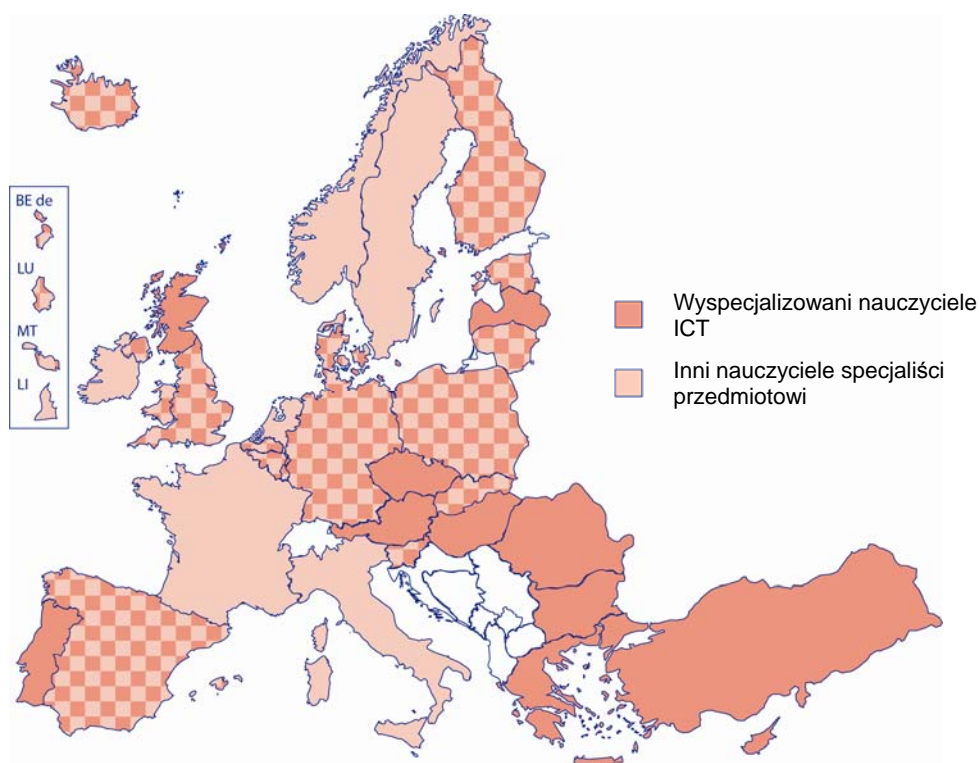 BE de
LU
MT
LI
Wyspecjalizowani nauczyciele
ICT
Inni nauczyciele specjaliści
przedmiotowi